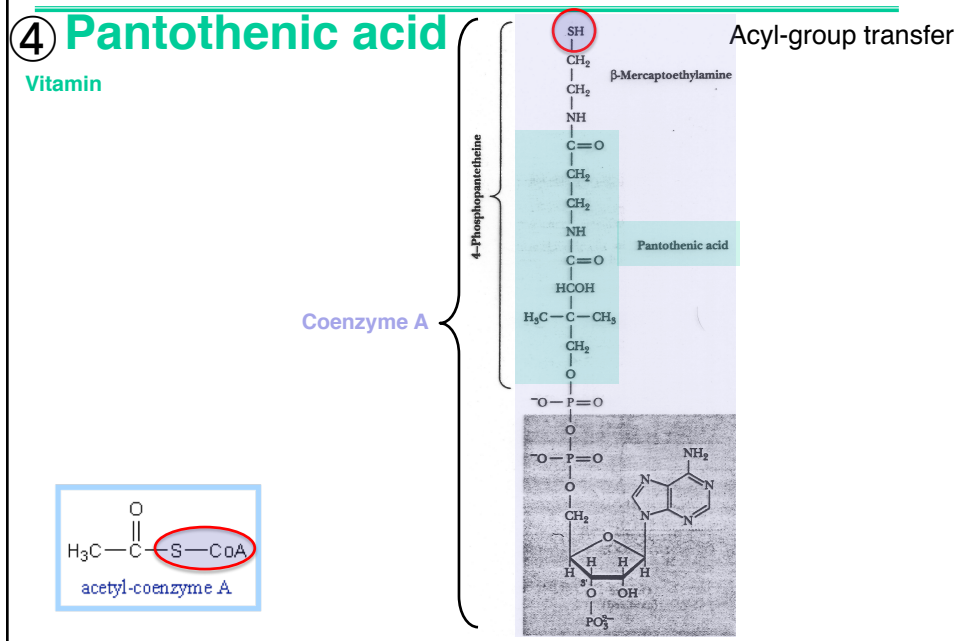 ④ Pantothenic acid
Vitamin
Acyl-group transfer
Coenzyme A
4–Phosphopantetheine
SH
CH₂
β-Mercaptoethylamine
CH₂
NH
C=O
CH₂
CH₂
NH
Pantothenic acid
C=O
HCOH
H₃C—C—CH₃
CH₂
O
⁻O—P=O
O
⁻O—P=O
O
CH₂
NH₂
N
N
N
N
O
H H H H
3'
O OH
PO₃²⁻
O
H₃C—C—S—CoA
acetyl-coenzyme A